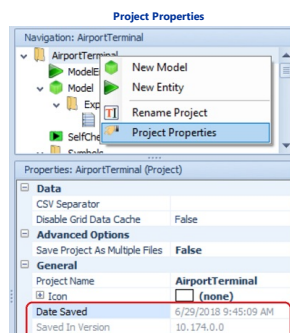 Project Properties
Navigation: AirportTerminal
AirportTerminal
ModelE
Model
Exp
SelfChe
Symbols
New Model
New Entity
Rename Project
Project Properties
Properties: AirportTerminal (Project)
Data
CSV Separator
Disable Grid Data Cache False
Advanced Options
Save Project As Multiple Files False
General
Project Name AirportTerminal
Icon (none)
Date Saved 6/29/2018 9:45:09 AM
Saved In Version 10.174.0.0